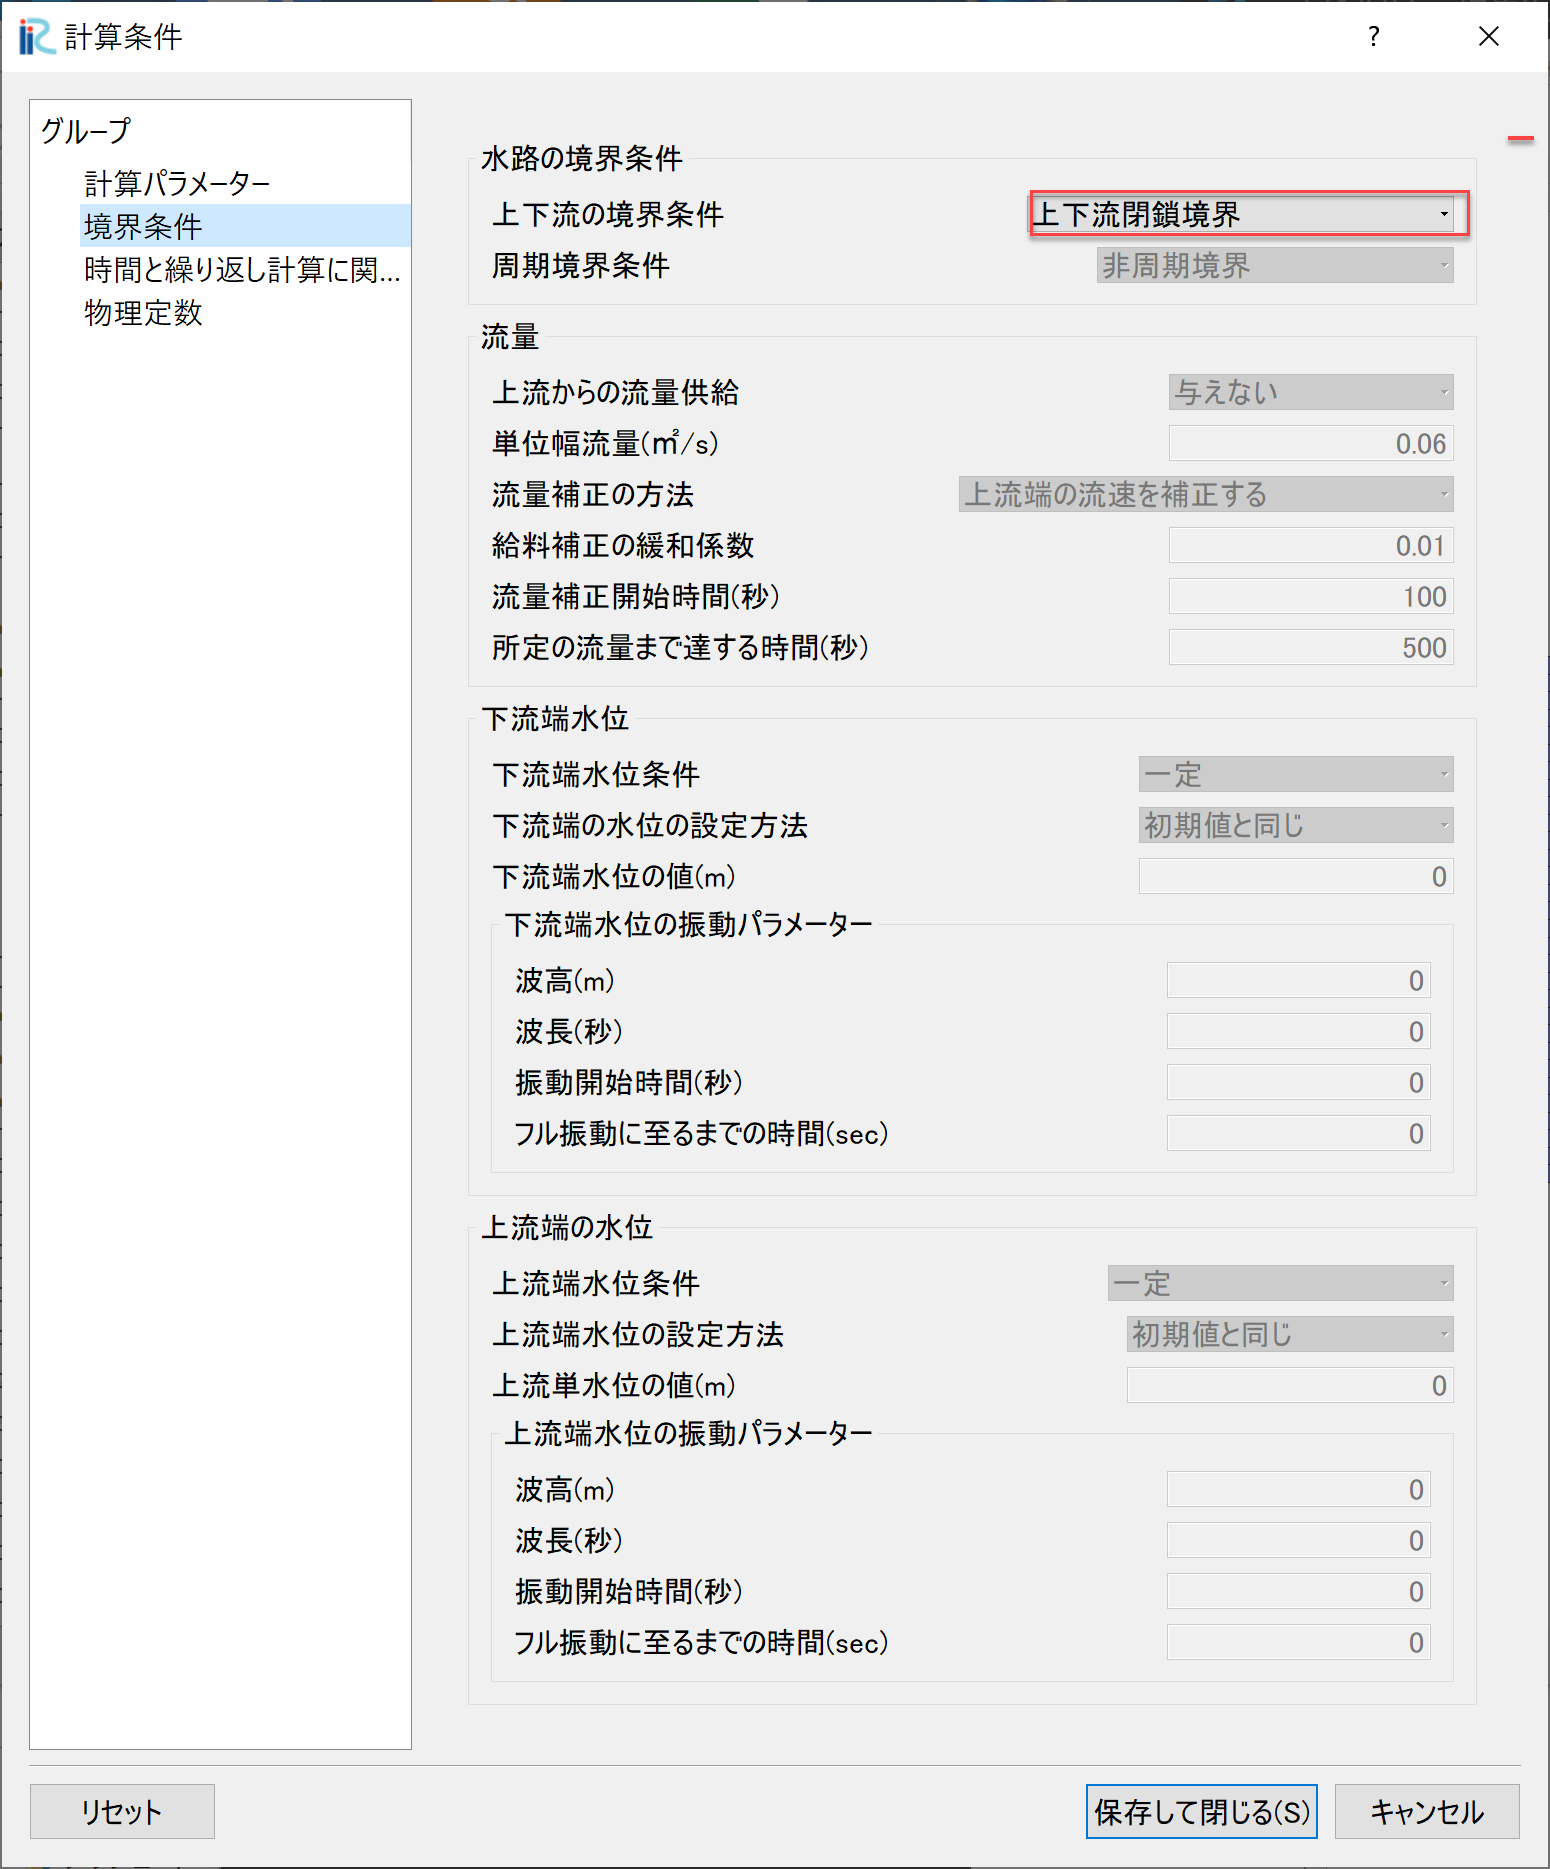 計算条件
グループ
計算パラメーター
境界条件
時間と繰り返し計算に関...
物理定数
水路の境界条件
上下流の境界条件 上下流閉鎖境界
周期境界条件 非周期境界
流量
上流からの流量供給 与えない
単位幅流量(㎡/s) 0.06
流量補正の方法 上流端の流速を補正する
給料補正の緩和係数 0.01
流量補正開始時間(秒) 100
所定の流量まで達する時間(秒) 500
下流端水位
下流端水位条件 一定
下流端の水位の設定方法 初期値と同じ
下流端水位の値(m) 0
下流端水位の振動パラメーター
波高(m) 0
波長(秒) 0
振動開始時間(秒) 0
フル振動に至るまでの時間(sec) 0
上流端の水位
上流端水位条件 一定
上流端水位の設定方法 初期値と同じ
上流単水位の値(m) 0
上流端水位の振動パラメーター
波高(m) 0
波長(秒) 0
振動開始時間(秒) 0
フル振動に至るまでの時間(sec) 0
リセット 保存して閉じる(S) キャンセル